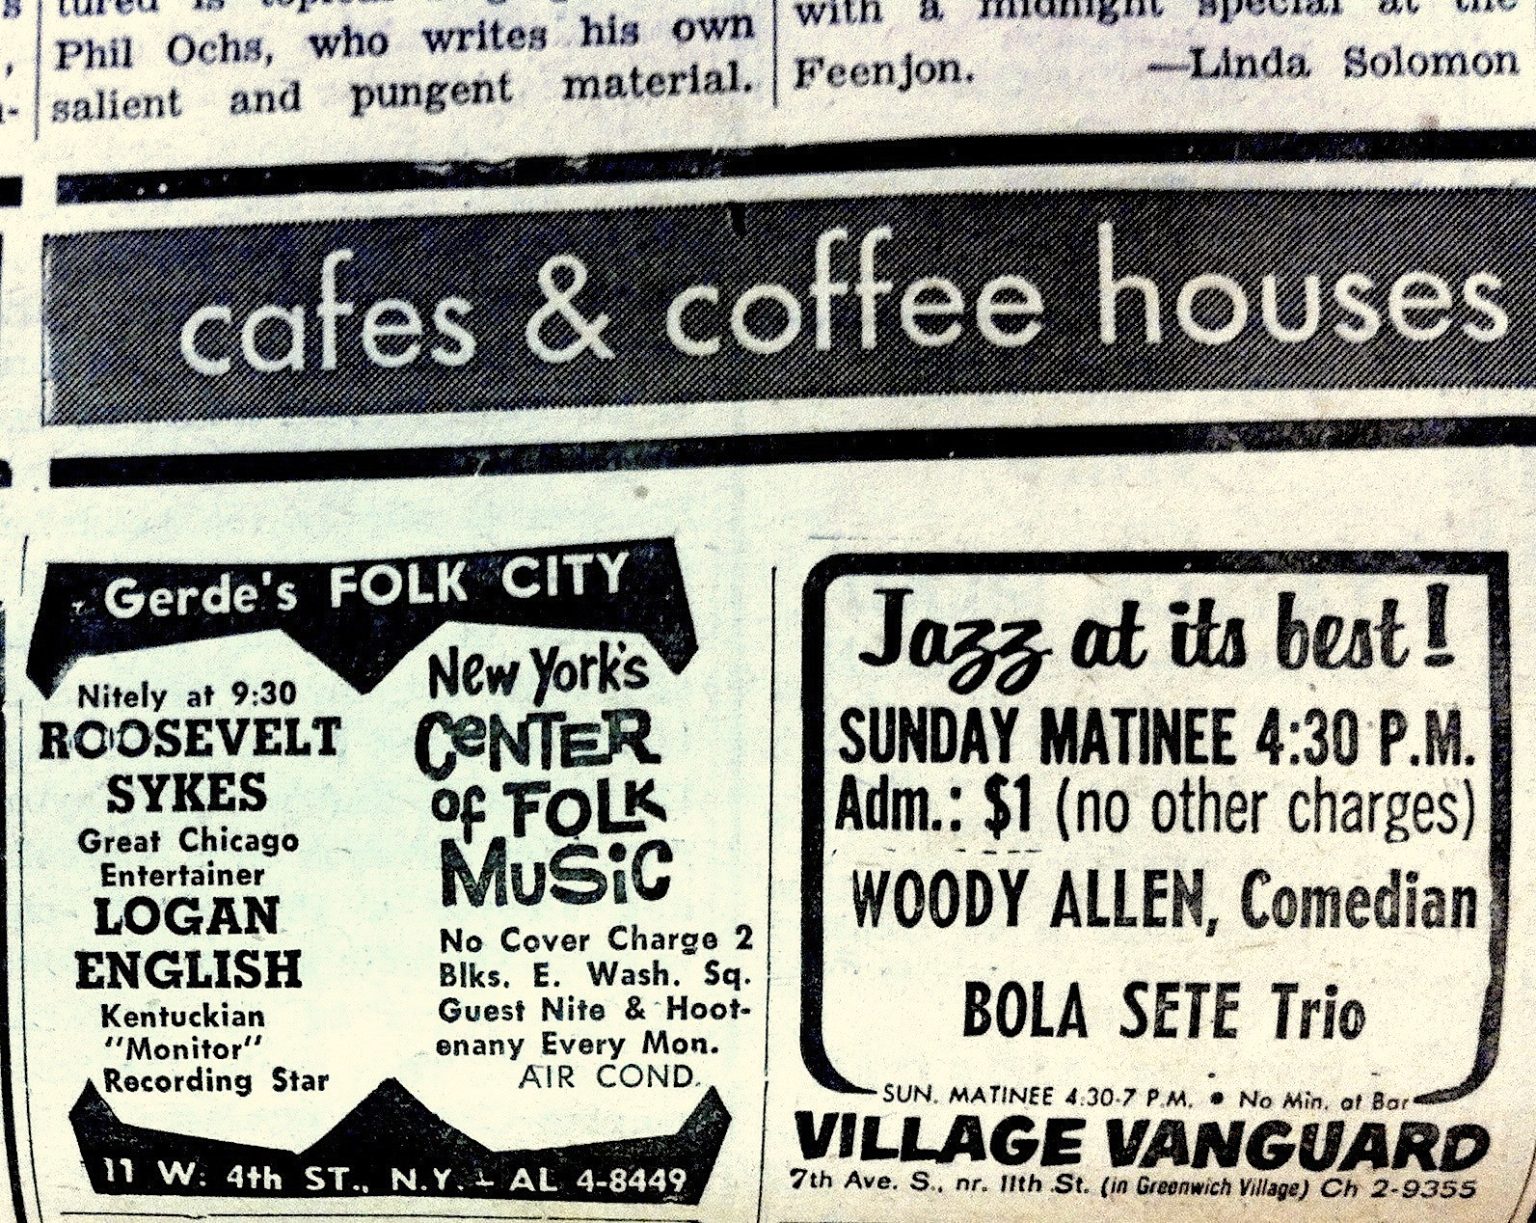 Phil Ochs, who writes his own
salient and pungent material.
with a midnight special at the
Feenjon. —Linda Solomon
cafes & coffee houses
Gerde's FOLK CITY
Nitely at 9:30
ROOSEVELT
SYKES
Great Chicago
Entertainer
LOGAN
ENGLISH
Kentuckian
"Monitor"
Recording Star
New York's
CeNTER
of FOLK
MuSiC
No Cover Charge 2
Blks. E. Wash. Sq.
Guest Nite & Hoot-
enany Every Mon.
AIR COND.
11 W. 4th ST., N.Y. - AL 4-8449
Jazz at its best!
SUNDAY MATINEE 4:30 P.M.
Adm.: $1 (no other charges)
WOODY ALLEN, Comedian
BOLA SETE Trio
SUN. MATINEE 4:30-7 P.M. • No Min. at Bar
VILLAGE VANGUARD
7th Ave. S., nr. 11th St. (in Greenwich Village) Ch 2-9355